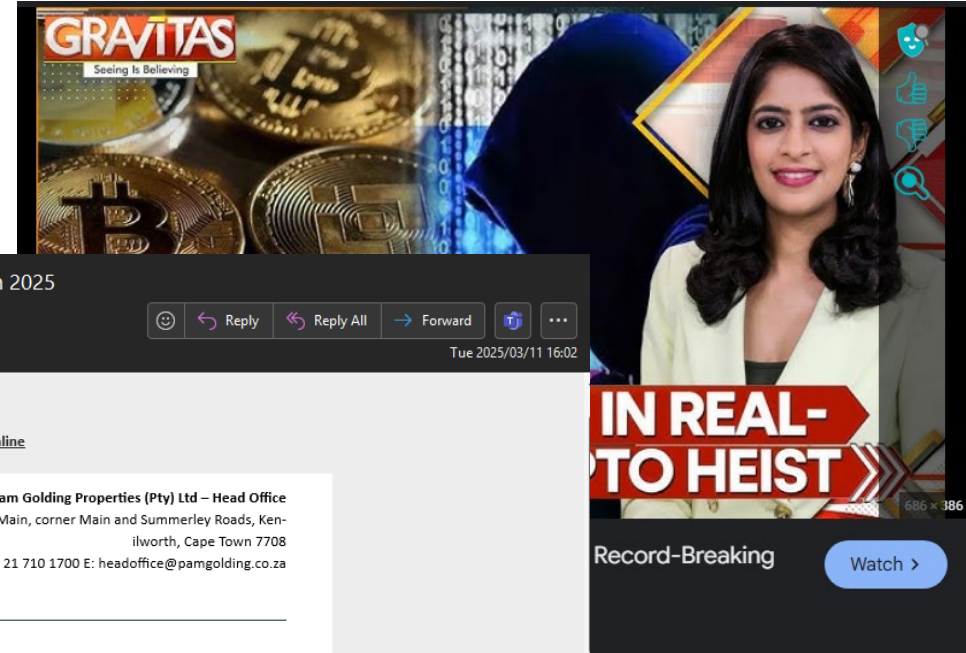 GRAVITAS
Seeing Is Believing
2025
Reply
Reply All
Forward
Tue 2025/03/11 16:02
am Golding Properties (Pty) Ltd – Head Office
Main, corner Main and Summerley Roads, Ken-
ilworth, Cape Town 7708
21 710 1700 E: headoffice@pamgolding.co.za
IN REAL-
TO HEIST
686 × 386
Record-Breaking
Watch >